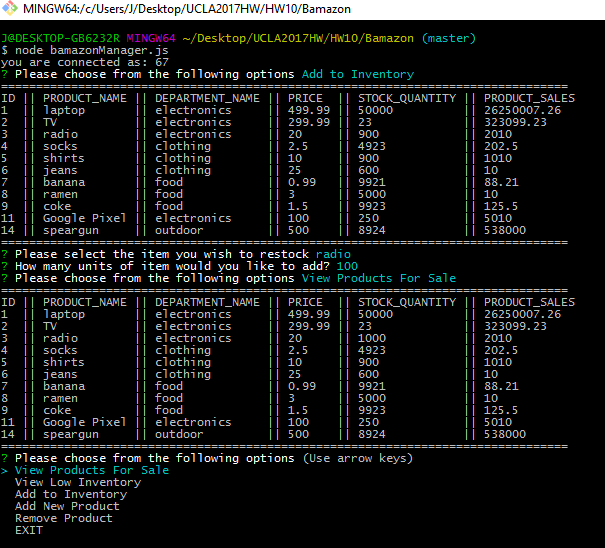 MINGW64:/c/Users/J/Desktop/UCLA2017HW/HW10/Bamazon
J@DESKTOP-GB6232R MINGW64 ~/Desktop/UCLA2017HW/HW10/Bamazon (master)
$ node bamazonManager.js
you are connected as: 67
? Please choose from the following options Add to Inventory
================================================================================
ID || PRODUCT_NAME || DEPARTMENT_NAME || PRICE || STOCK_QUANTITY || PRODUCT_SALES
1 || laptop || electronics || 499.99 || 50000 || 26250007.26
2 || TV || electronics || 299.99 || 23 || 323099.23
3 || radio || electronics || 20 || 900 || 2010
4 || socks || clothing || 2.5 || 4923 || 202.5
5 || shirts || clothing || 10 || 900 || 1010
6 || jeans || clothing || 25 || 600 || 10
7 || banana || food || 0.99 || 9921 || 88.21
8 || ramen || food || 3 || 5000 || 10
9 || coke || food || 1.5 || 9923 || 125.5
11 || Google Pixel || electronics || 100 || 250 || 5010
14 || speargun || outdoor || 500 || 8924 || 538000
================================================================================
? Please select the item you wish to restock radio
? How many units of item would you like to add? 100
? Please choose from the following options View Products For Sale
================================================================================
ID || PRODUCT_NAME || DEPARTMENT_NAME || PRICE || STOCK_QUANTITY || PRODUCT_SALES
1 || laptop || electronics || 499.99 || 50000 || 26250007.26
2 || TV || electronics || 299.99 || 23 || 323099.23
3 || radio || electronics || 20 || 1000 || 2010
4 || socks || clothing || 2.5 || 4923 || 202.5
5 || shirts || clothing || 10 || 900 || 1010
6 || jeans || clothing || 25 || 600 || 10
7 || banana || food || 0.99 || 9921 || 88.21
8 || ramen || food || 3 || 5000 || 10
9 || coke || food || 1.5 || 9923 || 125.5
11 || Google Pixel || electronics || 100 || 250 || 5010
14 || speargun || outdoor || 500 || 8924 || 538000
================================================================================
? Please choose from the following options (Use arrow keys)
> View Products For Sale
View Low Inventory
Add to Inventory
Add New Product
Remove Product
EXIT